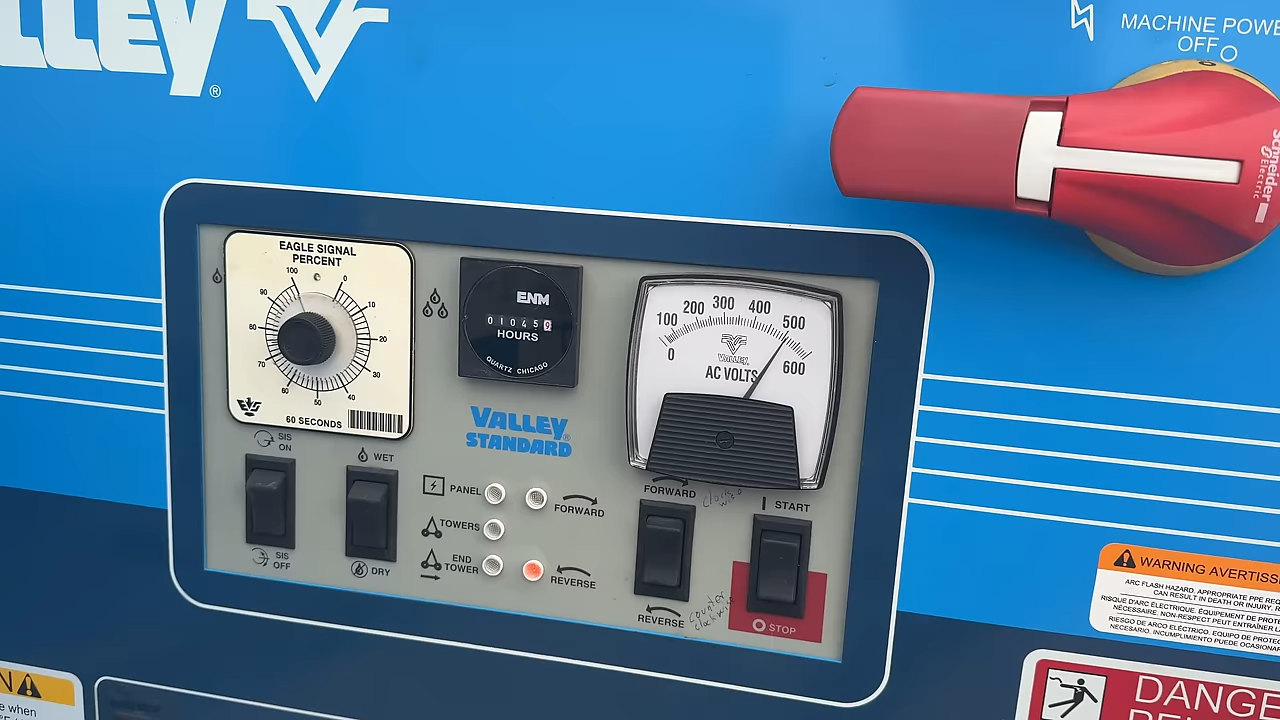 LLEY®
MACHINE POWE
OFF
Schneider
Electric
EAGLE SIGNAL
PERCENT
100
0
90
10
80
20
70
30
60
50
40
60 SECONDS
ENM
010459
HOURS
QUARTZ CHICAGO
0
100
200
300
400
500
600
VALLEY
AC VOLTS
VALLEY®
STANDARD
SIS
ON
SIS
OFF
WET
DRY
PANEL
FORWARD
TOWERS
END
TOWER
REVERSE
FORWARD
clockwise
REVERSE
counter
clockwise
START
STOP
WARNING AVERTISS
ARC FLASH HAZARD. APPROPRIATE PPE REQ
CAN RESULT IN DEATH OR INJURY.
RISQUE D'ARC ÉLECTRIQUE. ÉQUIPEMENT DE PROTE
NÉCESSAIRE. NON-RESPECT PEUT ENTRAÎNER L
RIESGO DE ARCO ELÉCTRICO. EQUIPO DE PROTEC
NECESARIO. INCUMPLIMIENTO PUEDE OCASIONAR
DANGE
N
e when